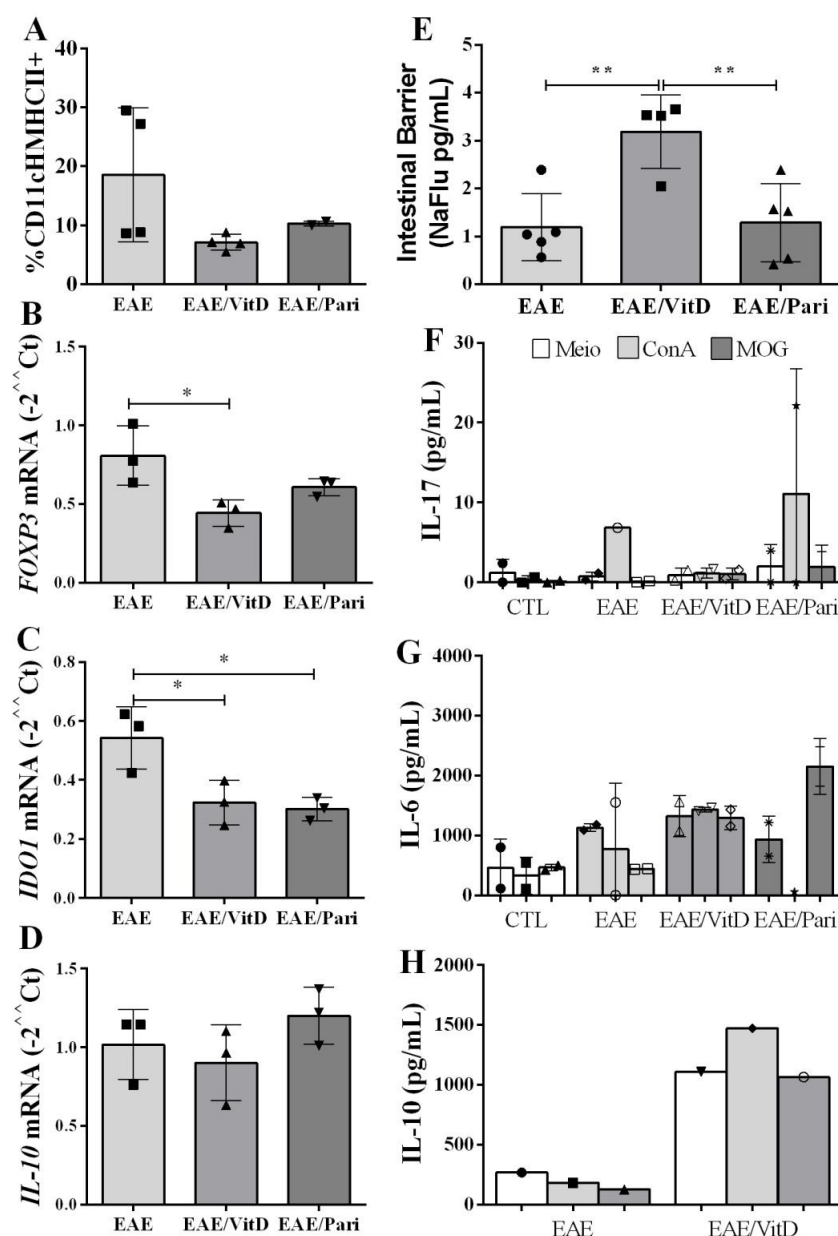 A
%CD11cHMHCII+
40
30
20
10
0
EAE EAE/VitD EAE/Pari
B
FOXP3 mRNA (-2^^Ct)
1.5
1.0
0.5
0.0
*
EAE EAE/VitD EAE/Pari
C
IDO1 mRNA (-2^^Ct)
0.8
0.6
0.4
0.2
0.0
*
*
EAE EAE/VitD EAE/Pari
D
IL-10 mRNA (-2^^Ct)
1.5
1.0
0.5
0.0
EAE EAE/VitD EAE/Pari
E
Intestinal Barrier
(NaFlu pg/mL)
5
4
3
2
1
0
** **
EAE EAE/VitD EAE/Pari
F
Meio ConA MOG
IL-17 (pg/mL)
30
20
10
0
CTL EAE EAE/VitD EAE/Pari
G
IL-6 (pg/mL)
4000
3000
2000
1000
0
CTL EAE EAE/VitD EAE/Pari
H
IL-10 (pg/mL)
2000
1500
1000
500
0
EAE EAE/VitD